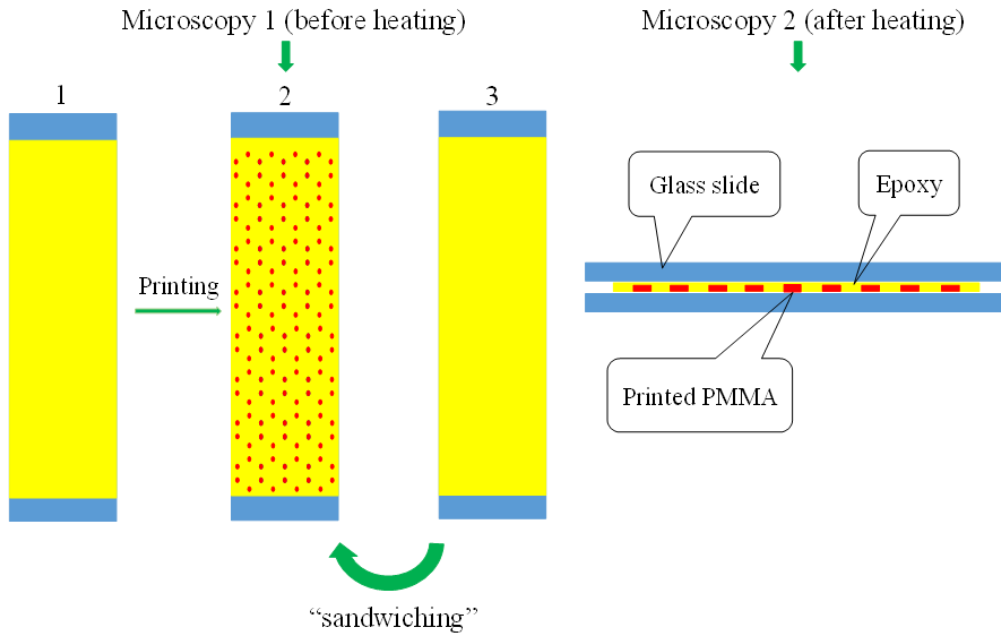 Microscopy 1 (before heating)
Microscopy 2 (after heating)
1
2
3
Glass slide
Epoxy
Printing
Printed PMMA
“sandwiching”